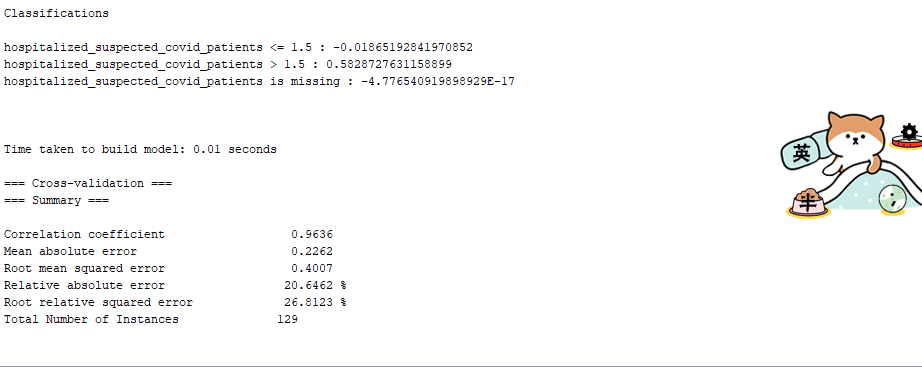 Classifications
hospitalized_suspected_covid_patients <= 1.5 : -0.01865192841970852
hospitalized_suspected_covid_patients > 1.5 : 0.5828727631158899
hospitalized_suspected_covid_patients is missing : -4.776540919898929E-17
Time taken to build model: 0.01 seconds
=== Cross-validation ===
=== Summary ===
Correlation coefficient 0.9636
Mean absolute error 0.2262
Root mean squared error 0.4007
Relative absolute error 20.6462 %
Root relative squared error 26.8123 %
Total Number of Instances 129
英
半